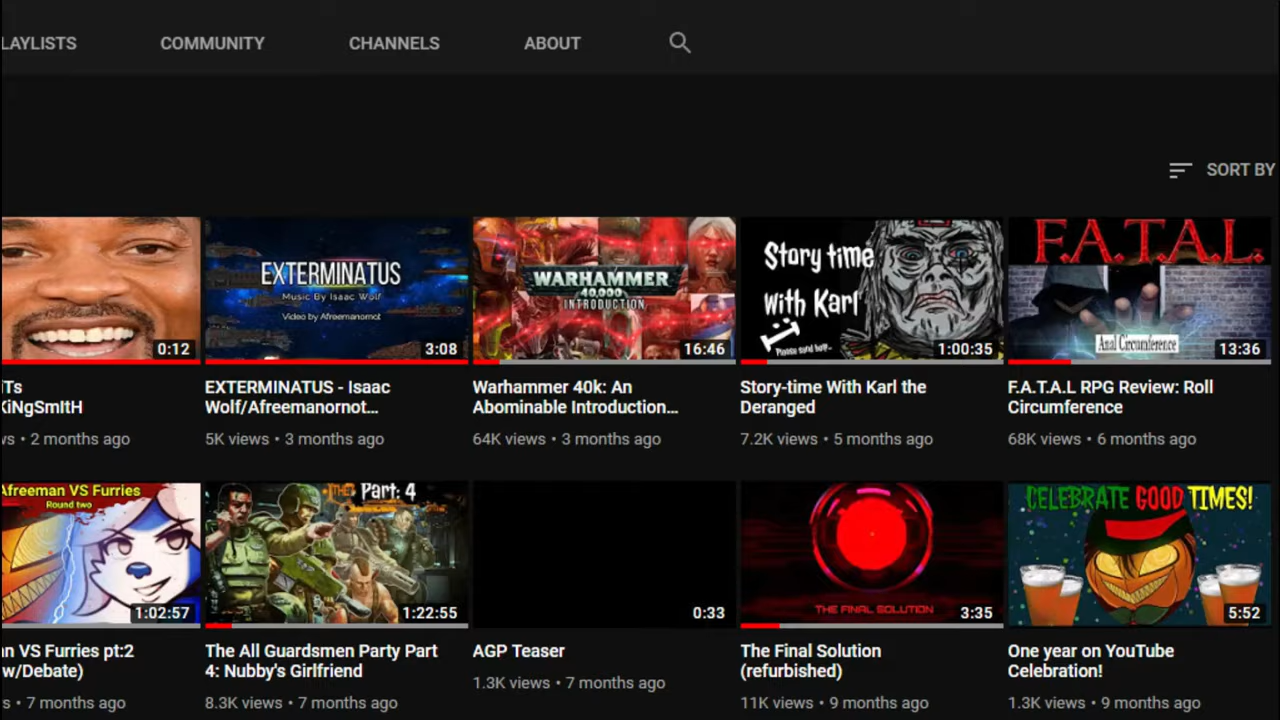 LAYLISTS COMMUNITY CHANNELS ABOUT
SORT BY
0:12
EXTERMINATUS
Music By Isaac Wolf
Video by Afreemanornot
3:08
WARHAMMER
40,000
INTRODUCTION
16:46
Story time
with Karl
Please send help...
1:00:35
F.A.T.A.L.
Anal Circumference
13:36
ITs
KiNgSmItH
ws • 2 months ago
EXTERMINATUS - Isaac
Wolf/Afreemanornot...
5K views • 3 months ago
Warhammer 40k: An
Abominable Introduction...
64K views • 3 months ago
Story-time With Karl the
Deranged
7.2K views • 5 months ago
F.A.T.A.L RPG Review: Roll
Circumference
68K views • 6 months ago
Afreeman VS Furries
Round two
1:02:57
Part: 4
1:22:55
0:33
THE FINAL SOLUTION
3:35
CELEBRATE GOOD TIMES!
5:52
an VS Furries pt:2
w/Debate)
s • 7 months ago
The All Guardsmen Party Part
4: Nubby's Girlfriend
8.3K views • 7 months ago
AGP Teaser
1.3K views • 7 months ago
The Final Solution
(refurbished)
11K views • 9 months ago
One year on YouTube
Celebration!
1.3K views • 9 months ago